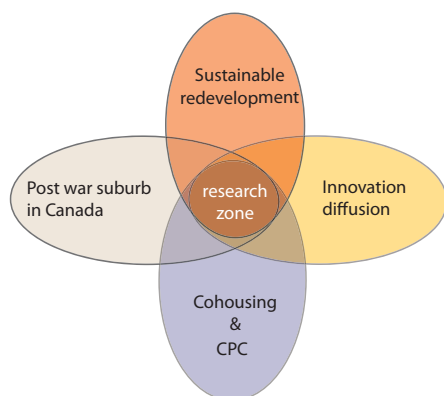 Sustainable
redevelopment
Post war suburb
in Canada
research
zone
Innovation
diffusion
Cohousing
&
CPC